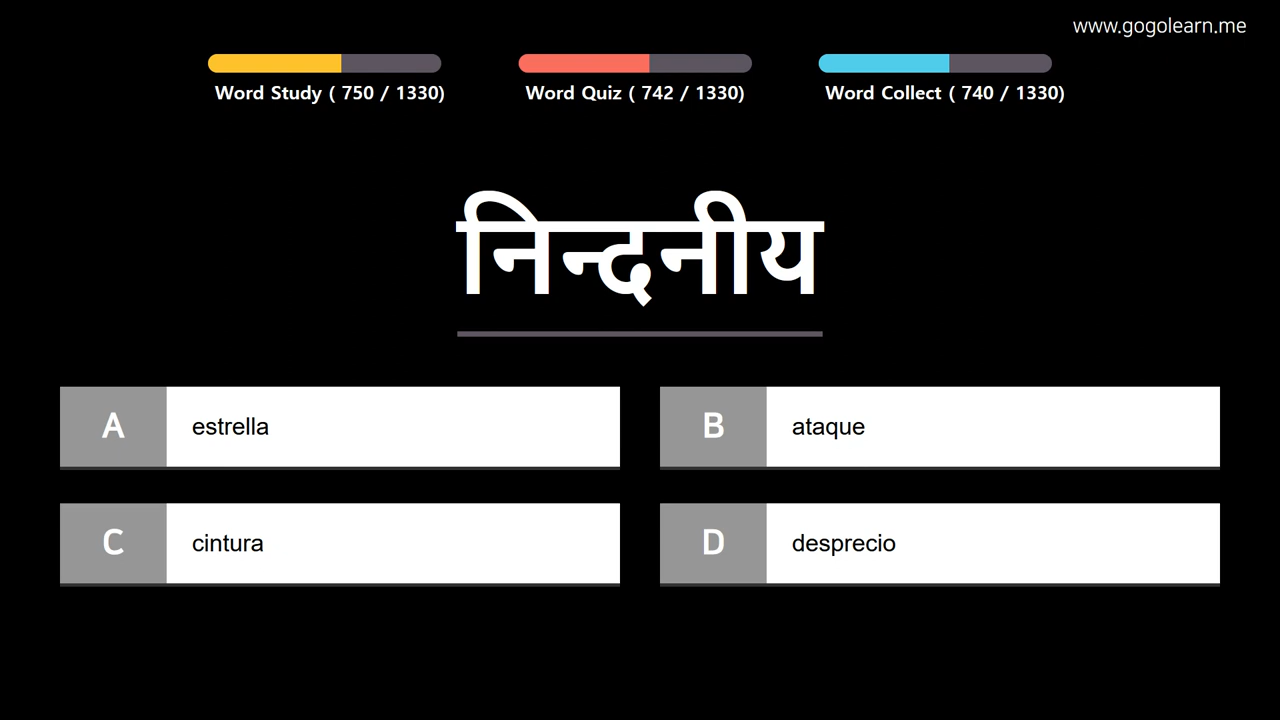 www.gogolearn.me
Word Study ( 750 / 1330)
Word Quiz ( 742 / 1330)
Word Collect ( 740 / 1330)
निन्दनीय
A estrella
B ataque
C cintura
D desprecio